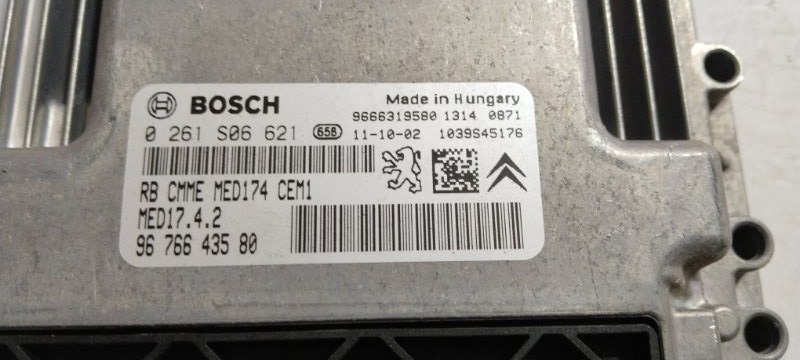 BOSCH
Made in Hungary
9666319580 1314 0871
0 261 S06 621 658 11-10-02 1039S45176
RB CMME MED174 CEM1
MED17.4.2
96 766 435 80